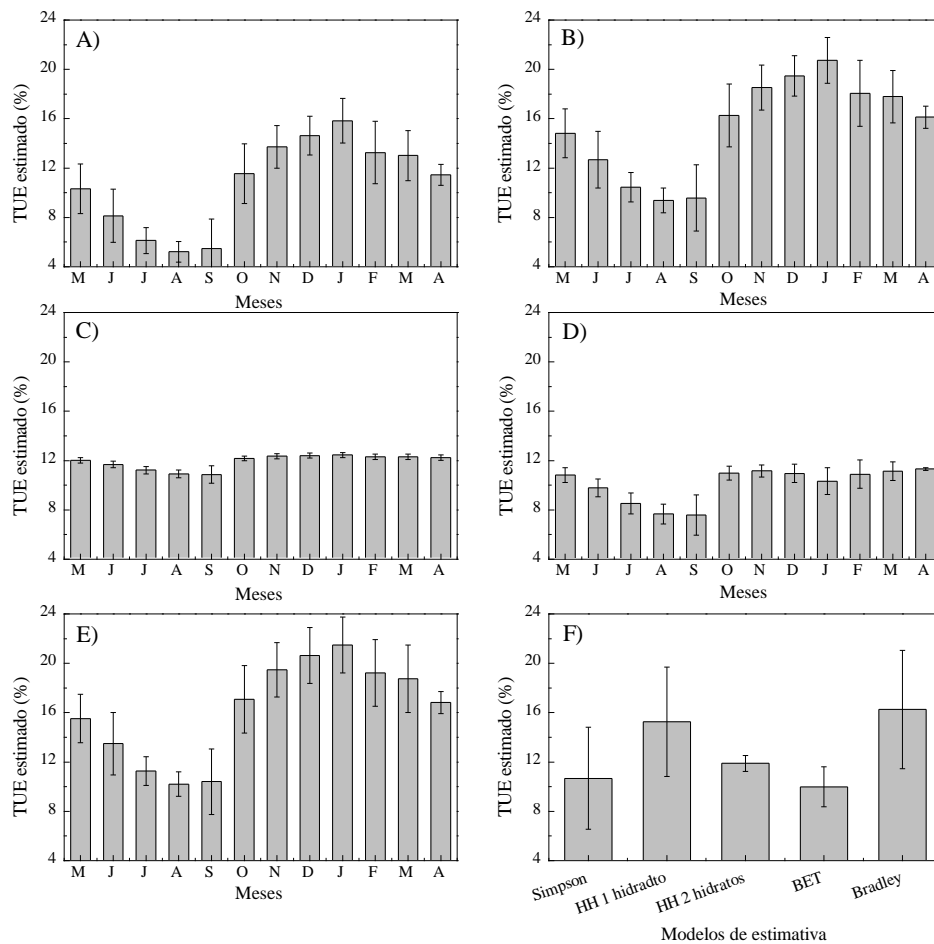 A)
TUE estimado (%)
24
20
16
12
8
4
M J J A S O N D J F M A
Meses
B)
TUE estimado (%)
24
20
16
12
8
4
M J J A S O N D J F M A
Meses
C)
TUE estimado (%)
24
20
16
12
8
4
M J J A S O N D J F M A
Meses
D)
TUE estimado (%)
24
20
16
12
8
4
M J J A S O N D J F M A
Meses
E)
TUE estimado (%)
24
20
16
12
8
4
M J J A S O N D J F M A
Meses
F)
TUE estimado (%)
24
20
16
12
8
4
Simpson HH 1 hidradto HH 2 hidratos BET Bradley
Modelos de estimativa